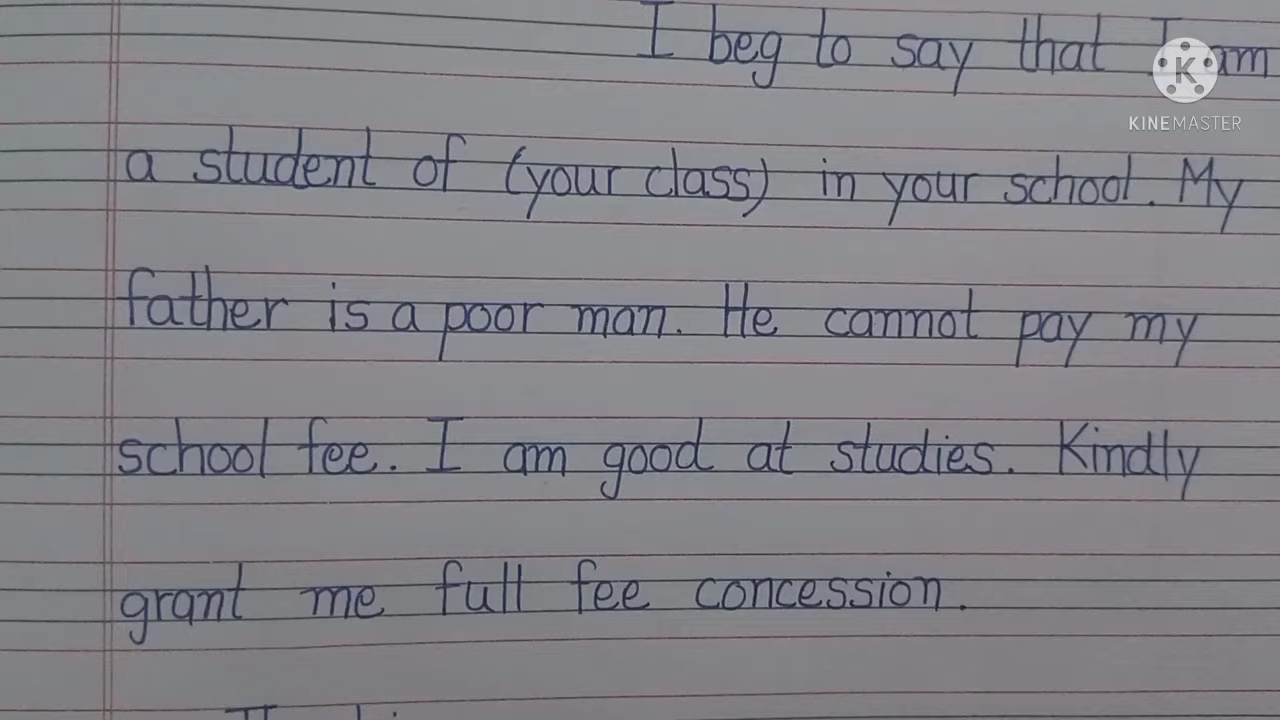 I beg to say that I am
KINEMASTER
a student of (your class) in your school. My
father is a poor man. He cannot pay my
school fee. I am good at studies. Kindly
grant me full fee concession.